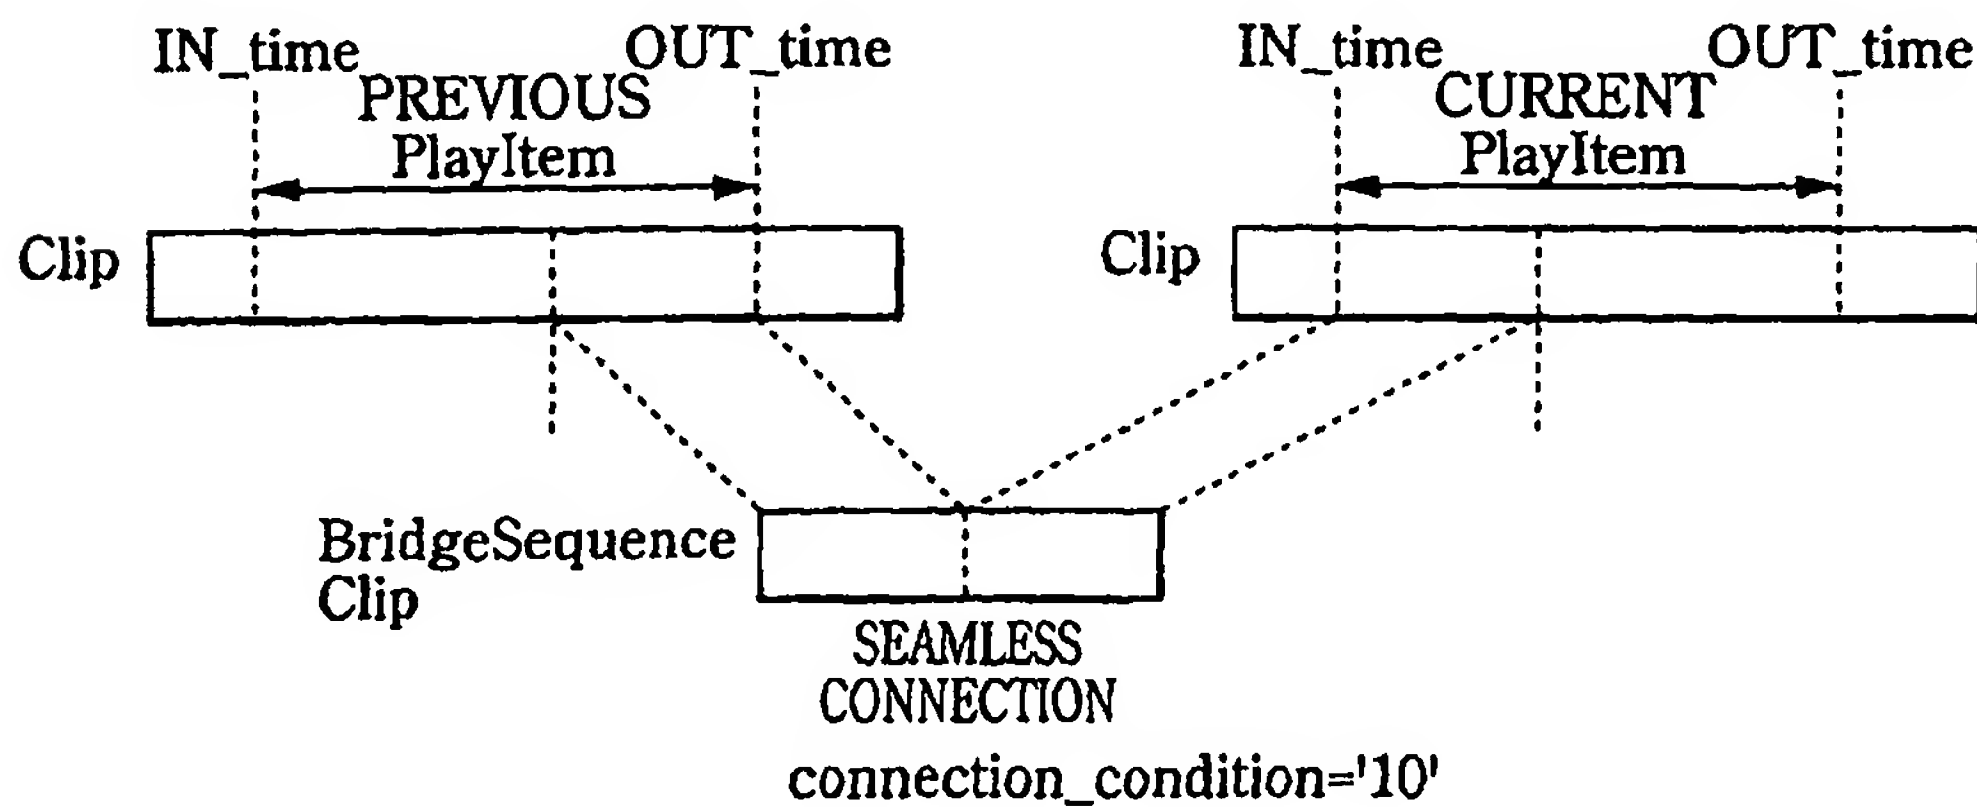 IN_time
OUT_time
PREVIOUS
PlayItem
Clip
IN_time
OUT_time
CURRENT
PlayItem
Clip
BridgeSequence
Clip
SEAMLESS
CONNECTION
connection_condition='10'